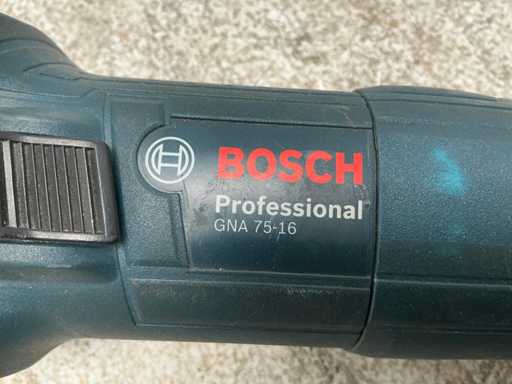 BOSCH
Professional
GNA 75-16